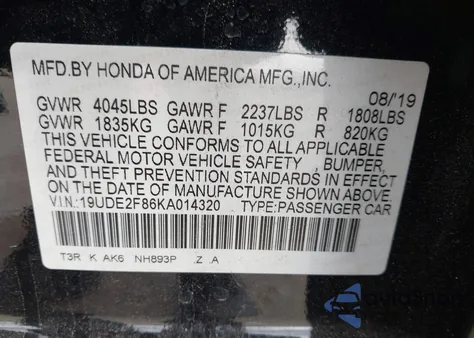 MFD.BY HONDA OF AMERICA MFG.,INC.
08/'19
GVWR 4045LBS GAWR F 2237LBS R 1808LBS
GVWR 1835KG GAWR F 1015KG R 820KG
THIS VEHICLE CONFORMS TO ALL APPLICABLE
FEDERAL MOTOR VEHICLE SAFETY , BUMPER,
AND THEFT PREVENTION STANDARDS IN EFFECT
ON THE DATE OF MANUFACTURE SHOWN ABOVE.
V.I.N.:19UDE2F86KA014320 TYPE:PASSENGER CAR
T3R K AK6 NH893P .Z .A